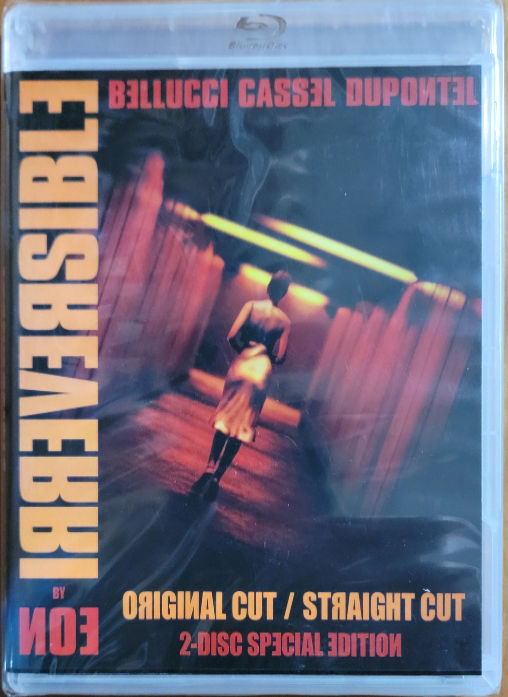 Blu-ray Disc
BELLUCCI CASSEL DUPONTEL
IRREVERSIBLE
BY
NOE
ORIGINAL CUT / STRAIGHT CUT
2-DISC SPECIAL EDITION